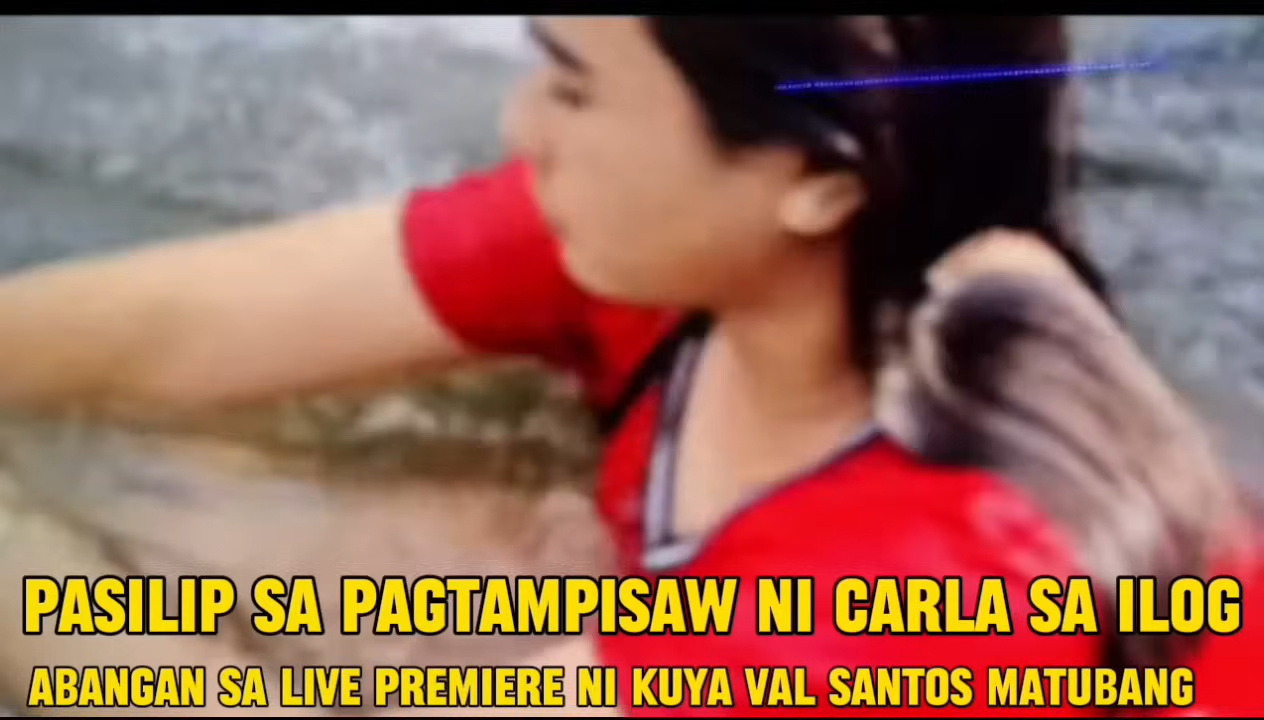 PASILIP SA PAGTAMPISAW NI CARLA SA ILOG
ABANGAN SA LIVE PREMIERE NI KUYA VAL SANTOS MATUBANG